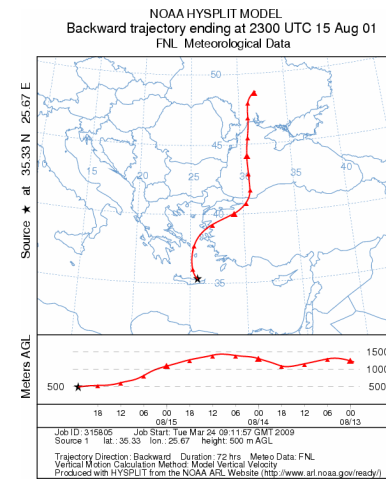 NOAA HYSPLIT MODEL
Backward trajectory ending at 2300 UTC 15 Aug 01
FNL Meteorological Data
Source ★ at 35.33 N 25.67 E
50
45
40
35
10
15
20
25
30
35
40
Meters AGL
500
1500
1000
500
18 12 06 00 18 12 06 00 18 12 06 00
08/15 08/14 08/13
Job ID: 315805 Job Start: Tue Mar 24 09:11:57 GMT 2009
Source 1 lat.: 35.33 lon.: 25.67 height: 500 m AGL
Trajectory Direction: Backward Duration: 72 hrs Meteo Data: FNL
Vertical Motion Calculation Method: Model Vertical Velocity
Produced with HYSPLIT from the NOAA ARL Website (http://www.arl.noaa.gov/ready/)